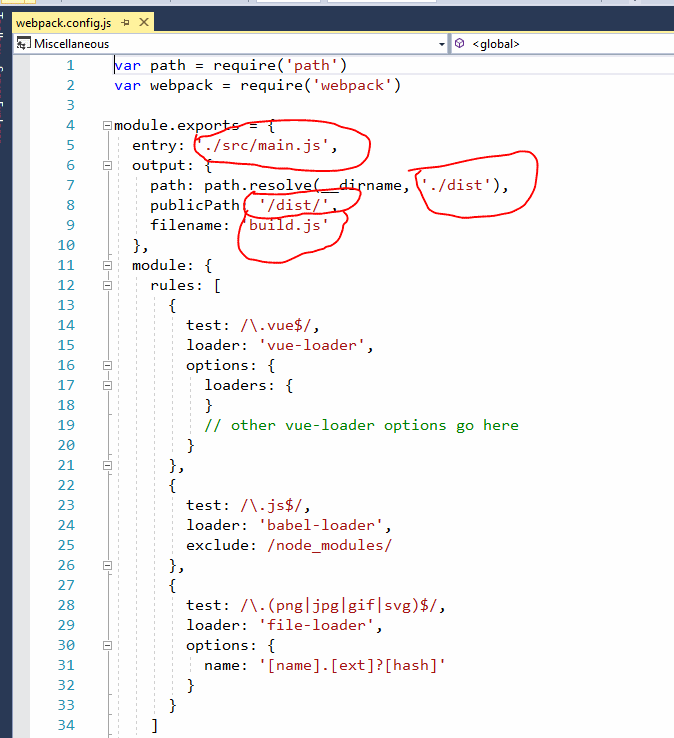 webpack.config.js
Miscellaneous <global>
1 var path = require('path')
2 var webpack = require('webpack')
3
4 module.exports = {
5 entry: './src/main.js',
6 output: {
7 path: path.resolve(__dirname, './dist'),
8 publicPath: '/dist/',
9 filename: 'build.js'
10 },
11 module: {
12 rules: [
13 {
14 test: /\.vue$/,
15 loader: 'vue-loader',
16 options: {
17 loaders: {
18 }
19 // other vue-loader options go here
20 }
21 },
22 {
23 test: /\.js$/,
24 loader: 'babel-loader',
25 exclude: /node_modules/
26 },
27 {
28 test: /\.(png|jpg|gif|svg)$/,
29 loader: 'file-loader',
30 options: {
31 name: '[name].[ext]?[hash]'
32 }
33 }
34 ]